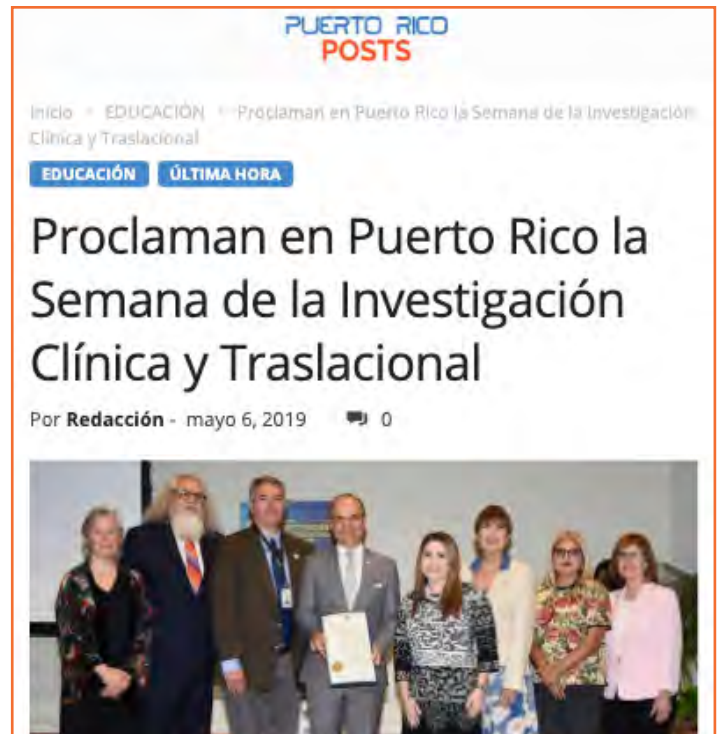 PUERTO RICO
POSTS
Inicio > EDUCACIÓN > Proclaman en Puerto Rico la Semana de la Investigación
Clínica y Traslacional
EDUCACIÓN ÚLTIMA HORA
Proclaman en Puerto Rico la
Semana de la Investigación
Clínica y Traslacional
Por Redacción - mayo 6, 2019 0